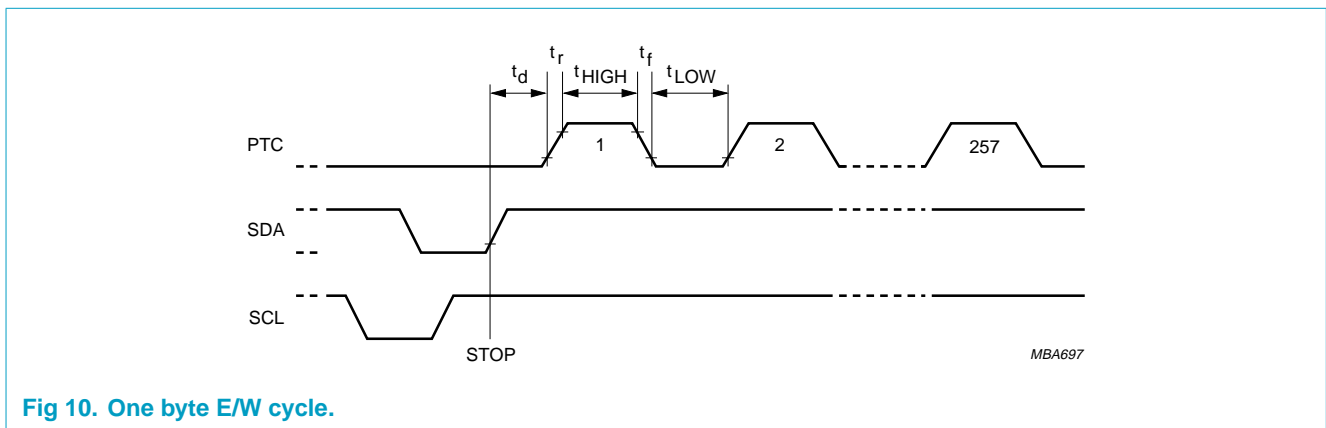 td tr tHIGH tf tLOW
PTC 1 2 257
SDA
SCL
STOP
MBA697
Fig 10. One byte E/W cycle.